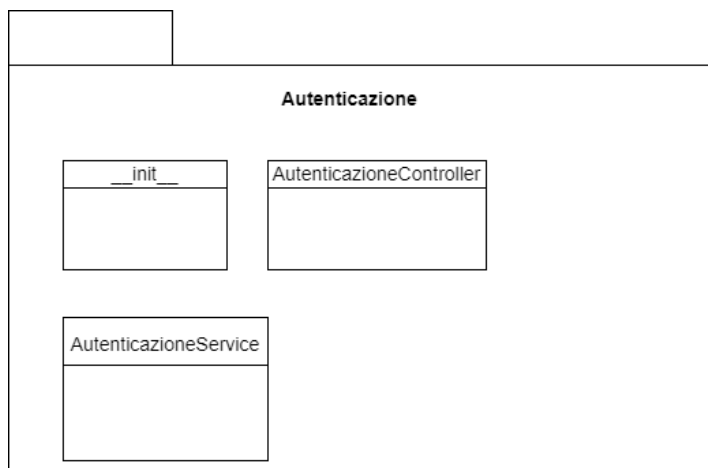 Autenticazione
__init__
AutenticazioneController
AutenticazioneService